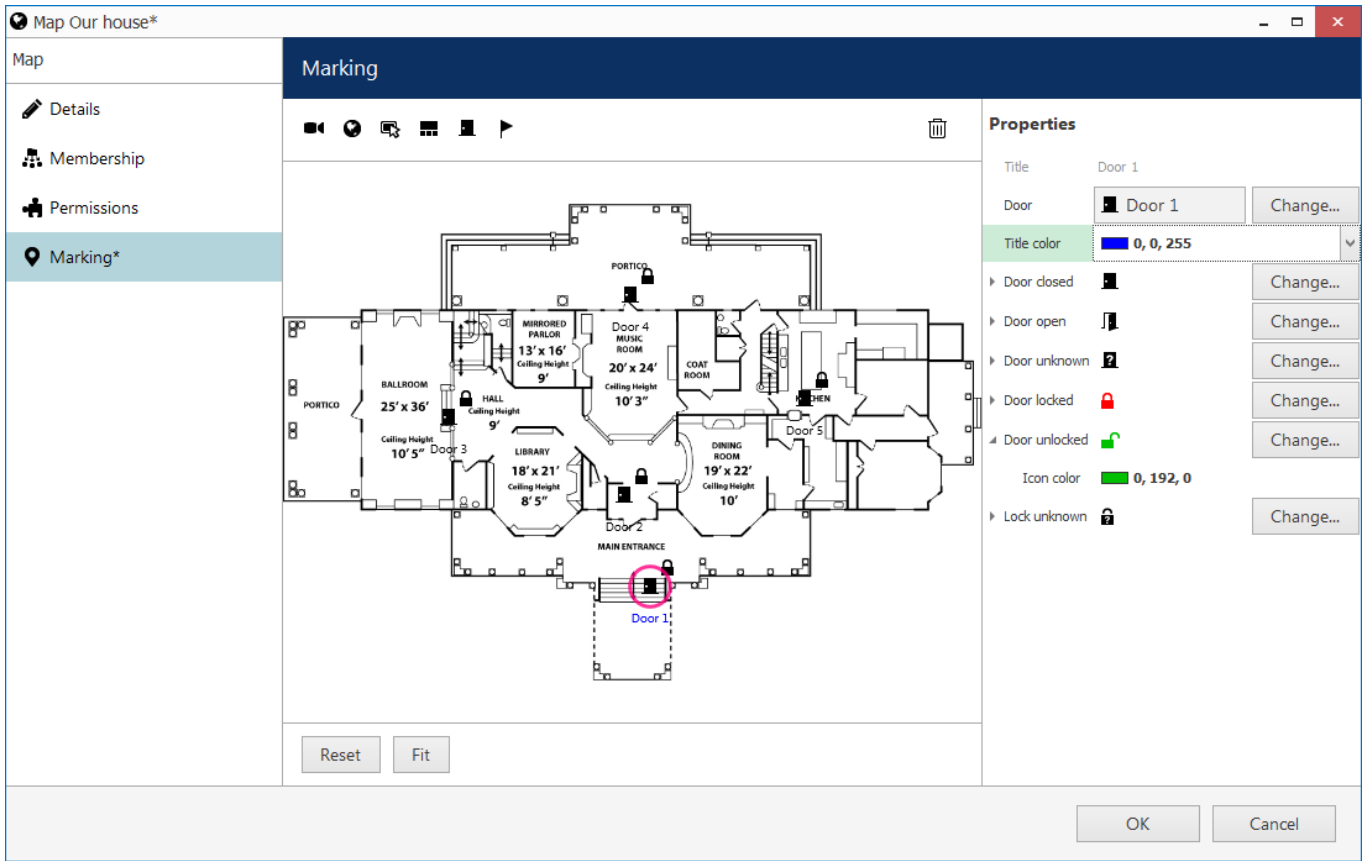 Map Our house*
Map
Marking
Details
Membership
Permissions
Marking*
PORTICO
Door 4
MIRRORED
PARLOR
13' x 16'
Ceiling Height
9'
MUSIC
ROOM
20' x 24'
Ceiling Height
10' 3"
COAT
ROOM
BALLROOM
25' x 36'
Ceiling Height
10' 5"
PORTICO
HALL
Ceiling Height
9'
Door 3
KITCHEN
Door 5
LIBRARY
18' x 21'
Ceiling Height
8' 5"
DINING
ROOM
19' x 22'
Ceiling Height
10'
Door 2
MAIN ENTRANCE
Door 1
Reset
Fit
Properties
Title Door 1
Door Door 1 Change...
Title color 0, 0, 255
Door closed Change...
Door open Change...
Door unknown Change...
Door locked Change...
Door unlocked Change...
Icon color 0, 192, 0
Lock unknown Change...
OK
Cancel